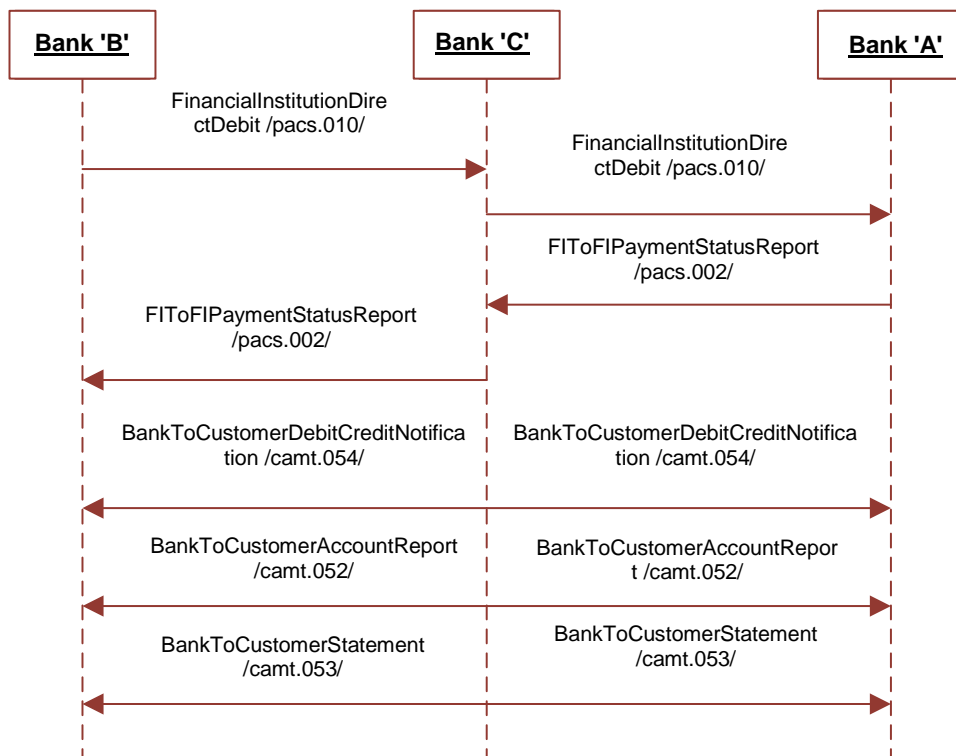 Bank 'B'
Bank 'C'
Bank 'A'
FinancialInstitutionDire
ctDebit /pacs.010/
FinancialInstitutionDire
ctDebit /pacs.010/
FIToFIPaymentStatusReport
/pacs.002/
FIToFIPaymentStatusReport
/pacs.002/
BankToCustomerDebitCreditNotifica
tion /camt.054/
BankToCustomerDebitCreditNotifica
tion /camt.054/
BankToCustomerAccountReport
/camt.052/
BankToCustomerAccountRepor
t /camt.052/
BankToCustomerStatement
/camt.053/
BankToCustomerStatement
/camt.053/